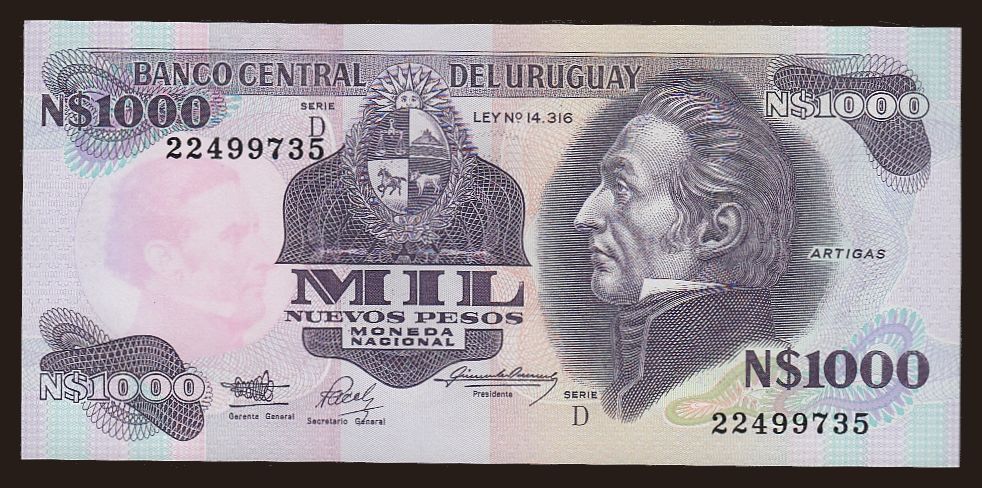 BANCO CENTRAL DEL URUGUAY
N$1000
N$1000
SERIE
D
22499735
LEY Nº 14.316
ARTIGAS
MIL
NUEVOS PESOS
MONEDA
NACIONAL
N$1000
N$1000
Gerente General
Secretario General
Presidente
SERIE
D
22499735